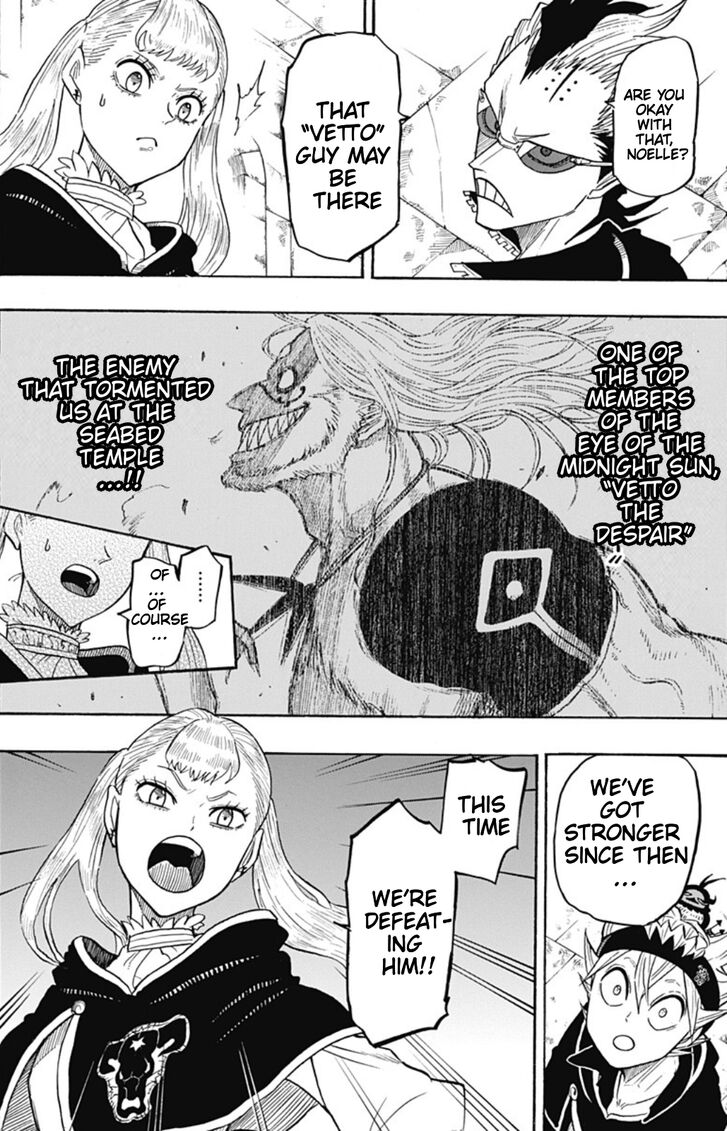 ARE YOU
OKAY
WITH
THAT,
NOELLE?
THAT
"VETTO"
GUY MAY
BE
THERE
ONE OF
THE TOP
MEMBERS
OF THE
EYE OF THE
MIDNIGHT SUN,
"VETTO
THE
DESPAIR"
THE ENEMY
THAT TORMENTED
US AT THE
SEABED
TEMPLE
...!!
......
OF
...
OF
COURSE
...
WE'VE
GOT
STRONGER
SINCE THEN
...
THIS
TIME
WE'RE
DEFEAT-
ING
HIM!!